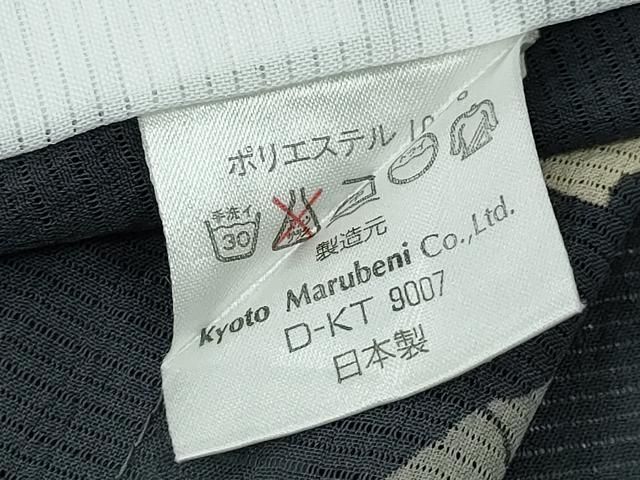 ポリエステル
手洗イ
30
製造元
Kyoto Marubeni Co.,Ltd.
D-KT 9007
日本製